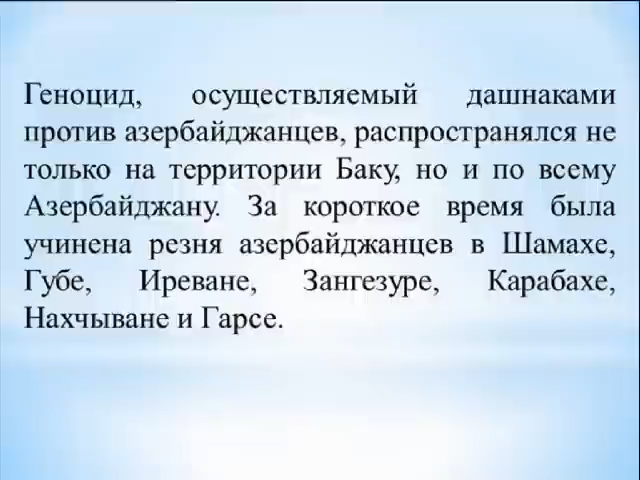 Геноцид, осуществляемый дашнаками
против азербайджанцев, распространялся не
только на территории Баку, но и по всему
Азербайджану. За короткое время была
учинена резня азербайджанцев в Шамахе,
Губе, Иреване, Зангезуре, Карабахе,
Нахчыване и Гарсе.